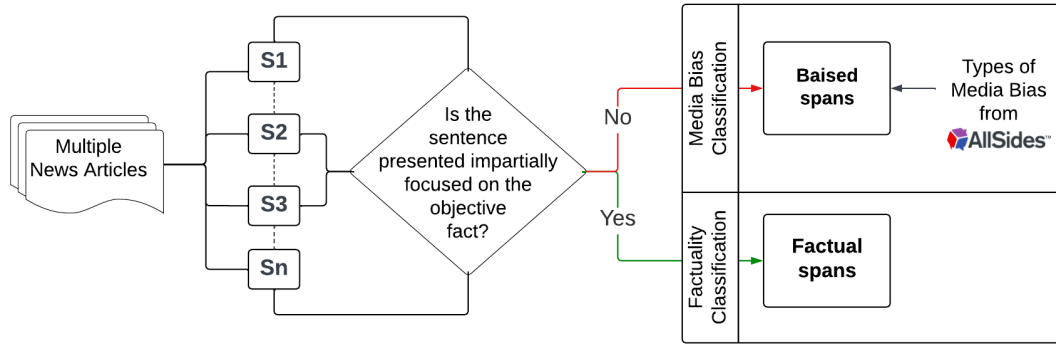 Multiple
News Articles
S1
S2
S3
Sn
Is the
sentence
presented impartially
focused on the
objective
fact?
No
Yes
Media Bias
Classification
Baised
spans
Types of
Media Bias
from
AllSides™
Factuality
Classification
Factual
spans